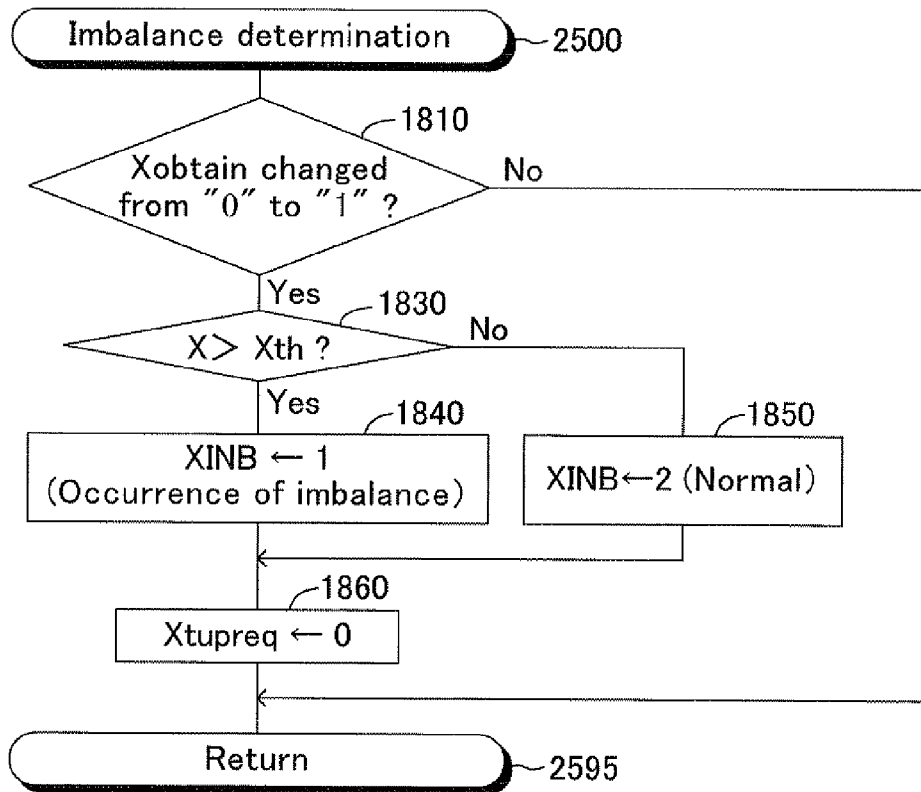 Imbalance determination
2500
1810
Xobtain changed
from "0" to "1" ?
No
Yes
1830
X> Xth ?
No
Yes
1840
1850
XINB ← 1
(Occurrence of imbalance)
XINB←2 (Normal)
1860
Xtupreq ← 0
Return
2595